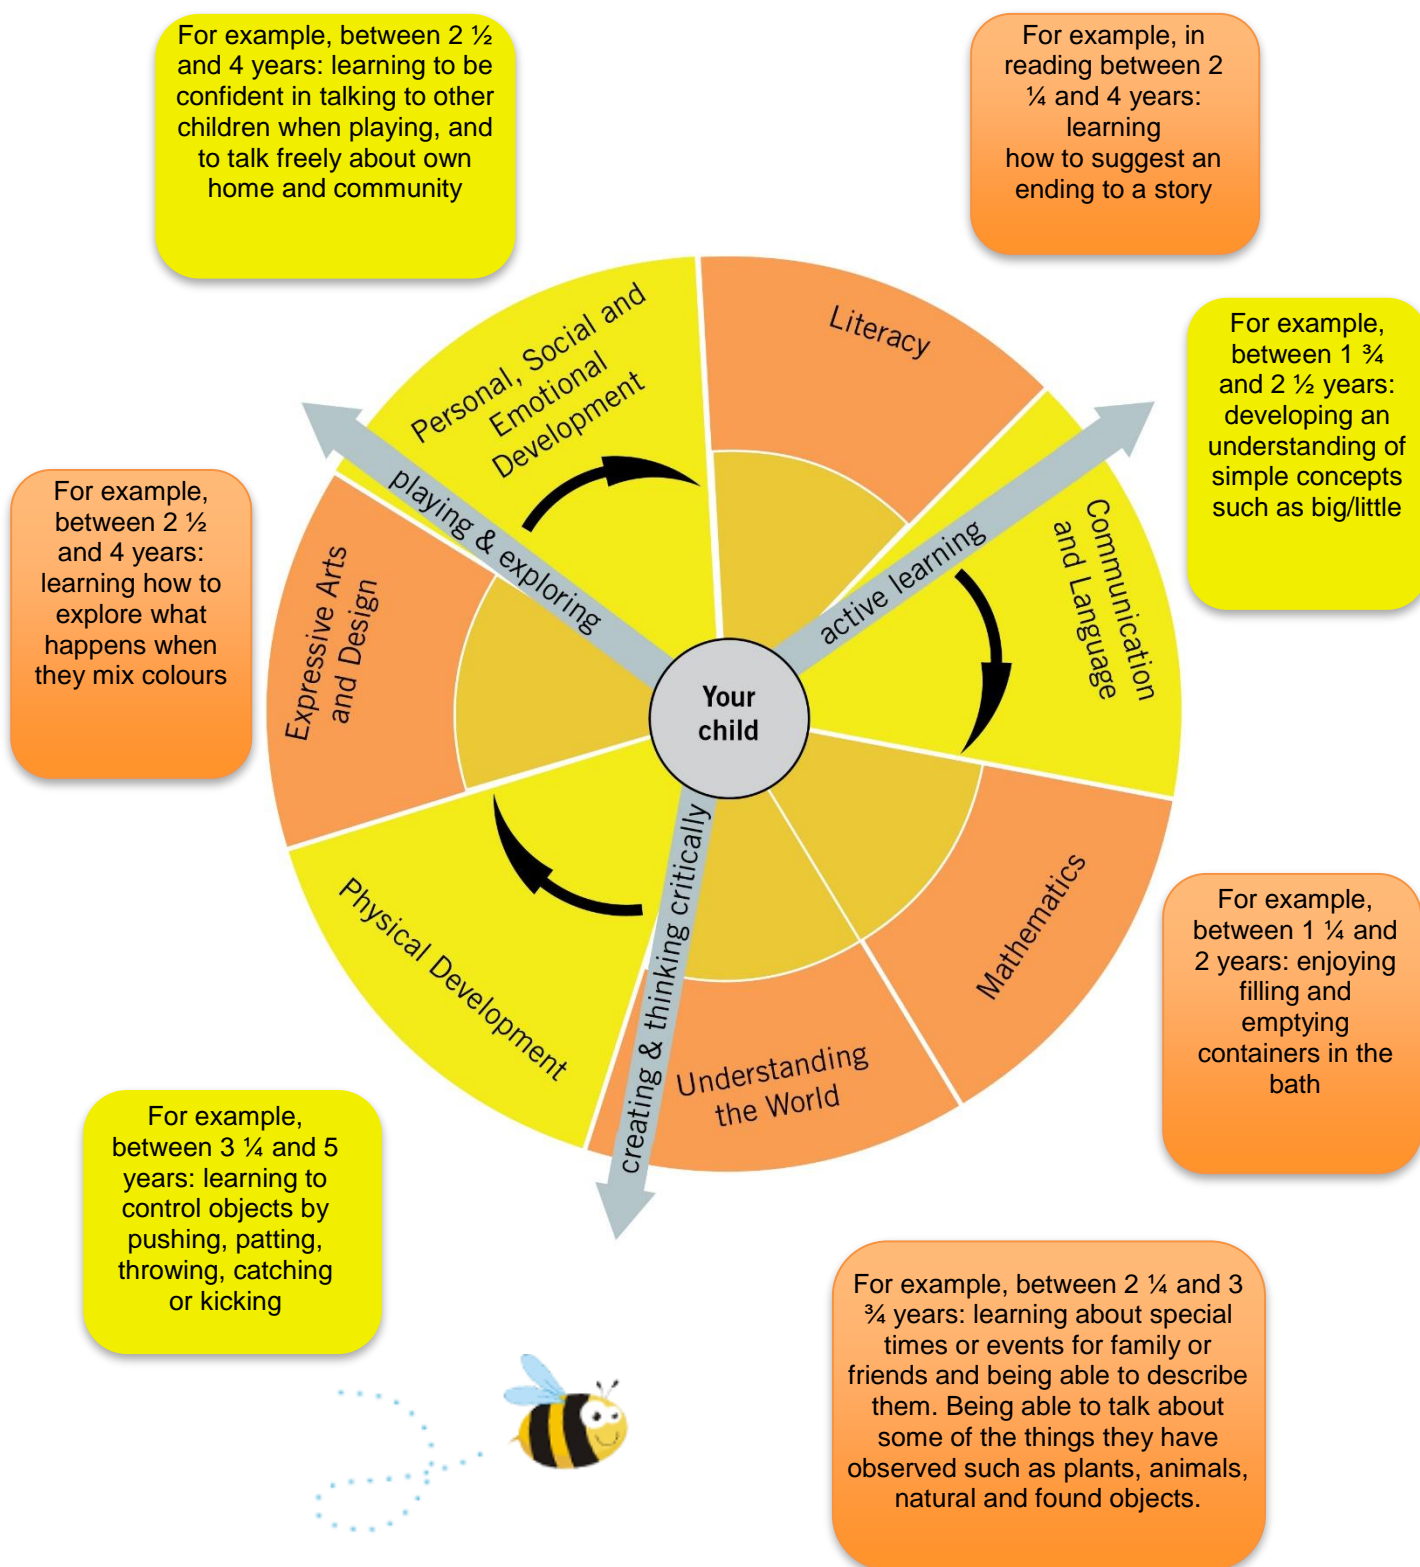 For example, between 2 ½
and 4 years: learning to be
confident in talking to other
children when playing, and
to talk freely about own
home and community
For example, in
reading between 2
¼ and 4 years:
learning
how to suggest an
ending to a story
For example,
between 1 ¾
and 2 ½ years:
developing an
understanding of
simple concepts
such as big/little
For example,
between 2 ½
and 4 years:
learning how to
explore what
happens when
they mix colours
Personal, Social and
Emotional
Development
Literacy
playing & exploring
active learning
Communication
and Language
Expressive Arts
and Design
Your
child
Physical Development
creating & thinking critically
Understanding
the World
Mathematics
For example,
between 1 ¼ and
2 years: enjoying
filling and
emptying
containers in the
bath
For example,
between 3 ¼ and 5
years: learning to
control objects by
pushing, patting,
throwing, catching
or kicking
For example, between 2 ¼ and 3
¾ years: learning about special
times or events for family or
friends and being able to describe
them. Being able to talk about
some of the things they have
observed such as plants, animals,
natural and found objects.